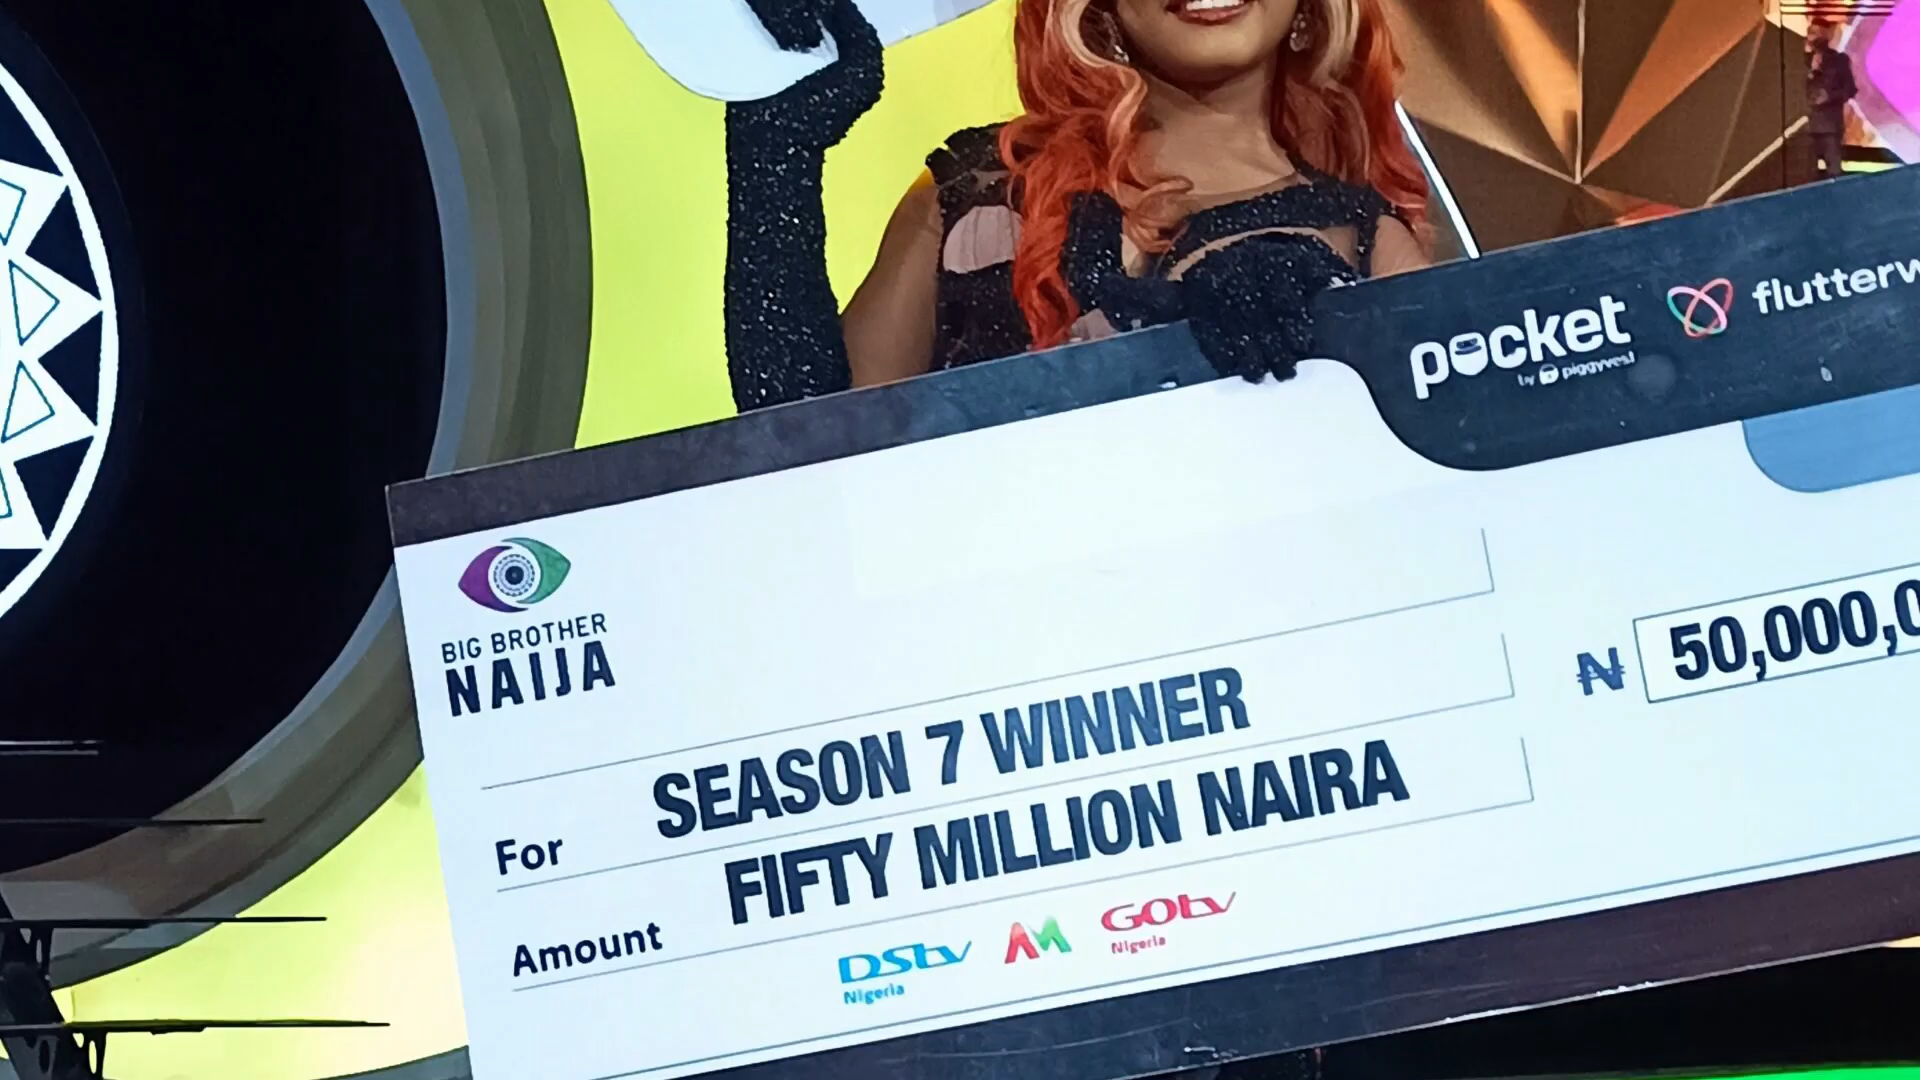 pocket
by piggyvest
flutterw
BIG BROTHER
NAIJA
For SEASON 7 WINNER
₦ 50,000,0
Amount FIFTY MILLION NAIRA
DStv
Nigeria
GOtv
Nigeria